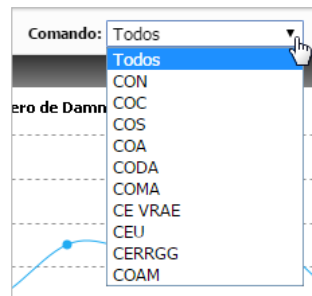 Comando: Todos
Todos
CON
ero de Damn
COC
COS
COA
CODA
COMA
CE VRAE
CEU
CERRGG
COAM